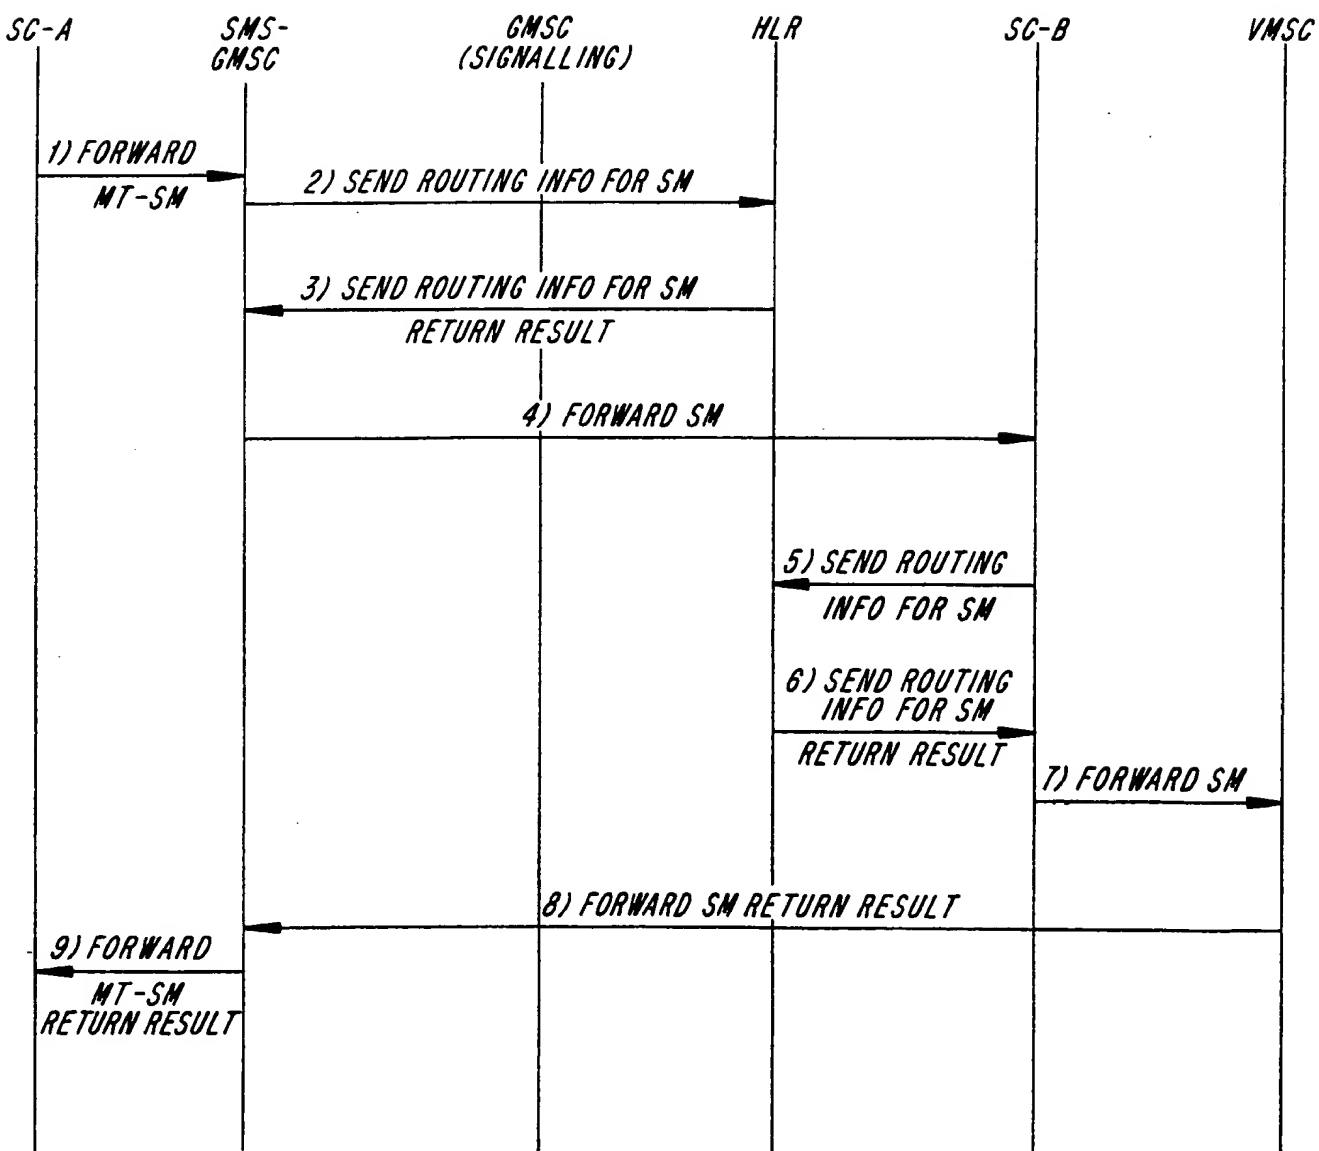 SC-A
SMS-
GMSC
GMSC
(SIGNALLING)
HLR
SC-B
VMSC
1) FORWARD
MT-SM
2) SEND ROUTING INFO FOR SM
3) SEND ROUTING INFO FOR SM
RETURN RESULT
4) FORWARD SM
5) SEND ROUTING
INFO FOR SM
6) SEND ROUTING
INFO FOR SM
RETURN RESULT
7) FORWARD SM
8) FORWARD SM RETURN RESULT
9) FORWARD
MT-SM
RETURN RESULT